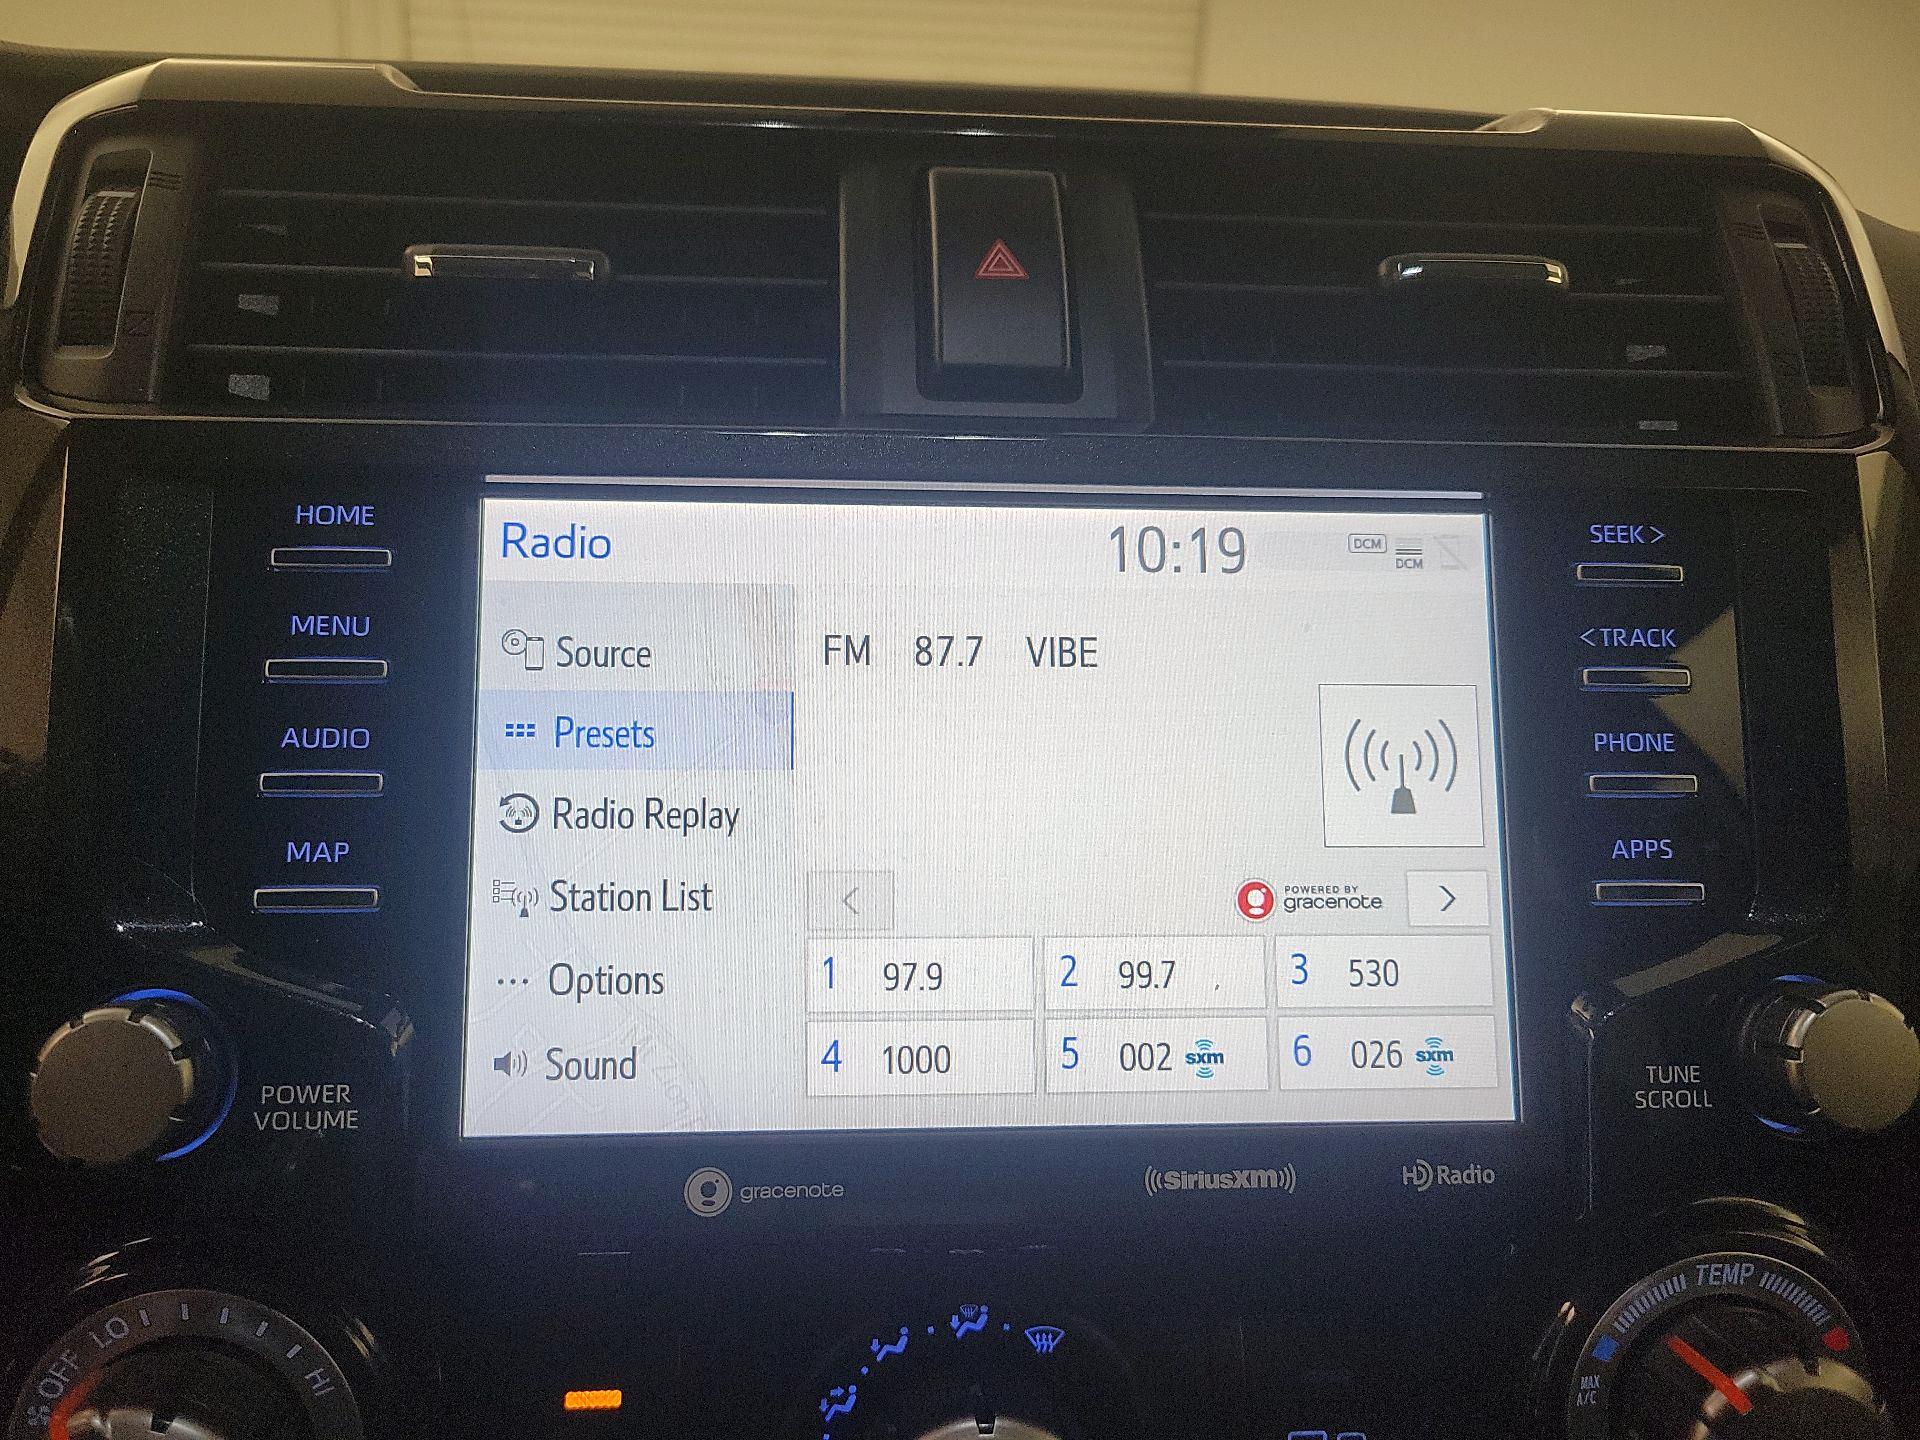 HOME
MENU
AUDIO
MAP
POWER
VOLUME
Radio
10:19
DCM
DCM
Source
Presets
Radio Replay
Station List
Options
Sound
FM 87.7 VIBE
POWERED BY
gracenote
1 97.9
2 99.7
3 530
4 1000
5 002 sxm
6 026 sxm
SEEK >
< TRACK
PHONE
APPS
TUNE
SCROLL
gracenote
((SiriusXM))
HD Radio
OFF LO HI
TEMP
MAX
A/C